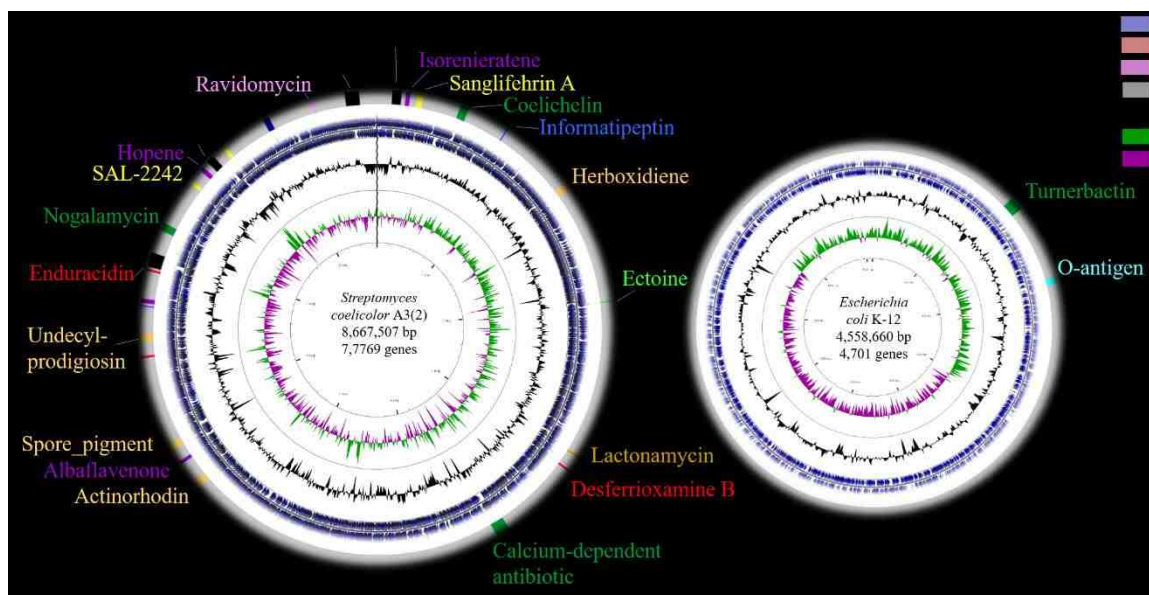 Isorenieratene
Ravidomycin
Sanglifehrin A
Coelichelin
Informatipeptin
Hopene
SAL-2242
Herboxidiene
Nogalamycin
Turnerbactin
Enduracidin
O-antigen
Ectoine
Streptomyces
coelicolor A3(2)
8,667,507 bp
7,7769 genes
Escherichia
coli K-12
4,558,660 bp
4,701 genes
Undecyl-
prodigiosin
Spore_pigment
Albaflavenone
Actinorhodin
Lactonamycin
Desferrioxamine B
Calcium-dependent
antibiotic